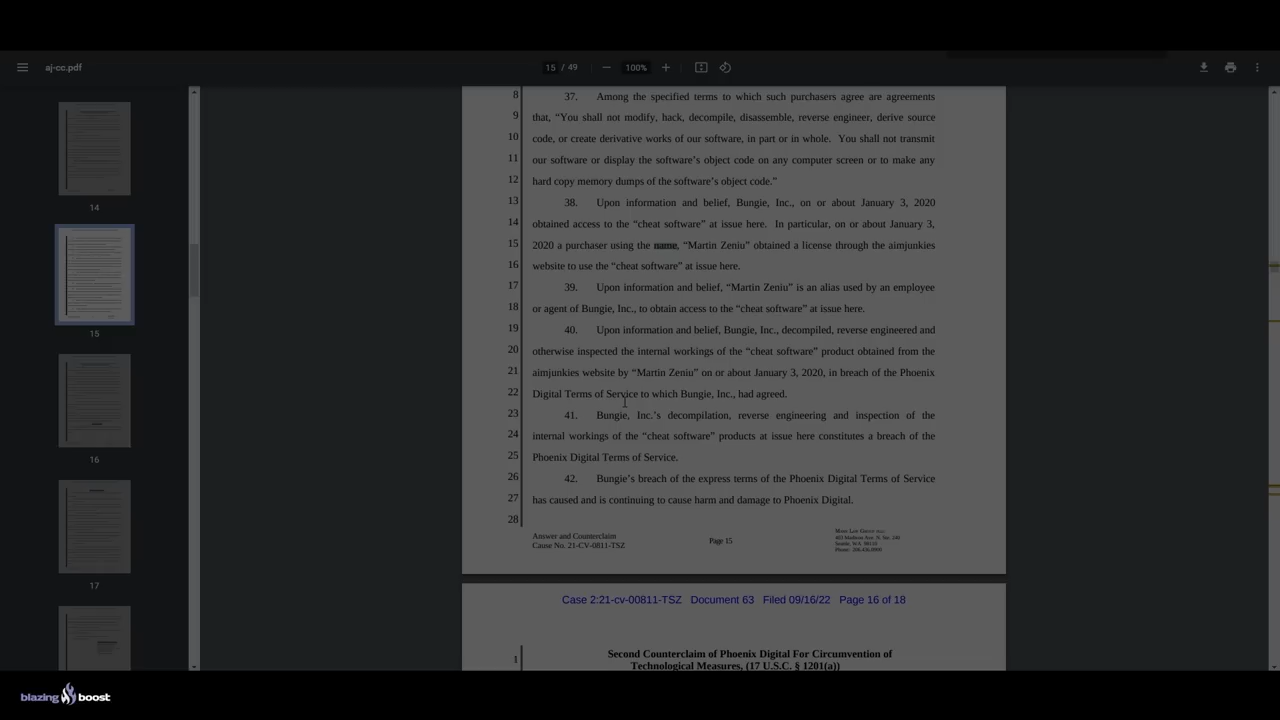 aj-cc.pdf
15 / 49
100%
14
15
16
17
8 37. Among the specified terms to which such purchasers agree are agreements
9 that, “You shall not modify, hack, decompile, disassemble, reverse engineer, derive source
10 code, or create derivative works of our software, in part or in whole. You shall not transmit
11 our software or display the software’s object code on any computer screen or to make any
12 hard copy memory dumps of the software’s object code.”
13 38. Upon information and belief, Bungie, Inc., on or about January 3, 2020
14 obtained access to the “cheat software” at issue here. In particular, on or about January 3,
15 2020 a purchaser using the name, “Martin Zeniu” obtained a license through the aimjunkies
16 website to use the “cheat software” at issue here.
17 39. Upon information and belief, “Martin Zeniu” is an alias used by an employee
18 or agent of Bungie, Inc., to obtain access to the “cheat software” at issue here.
19 40. Upon information and belief, Bungie, Inc., decompiled, reverse engineered and
20 otherwise inspected the internal workings of the “cheat software” product obtained from the
21 aimjunkies website by “Martin Zeniu” on or about January 3, 2020, in breach of the Phoenix
22 Digital Terms of Service to which Bungie, Inc., had agreed.
23 41. Bungie, Inc.’s decompilation, reverse engineering and inspection of the
24 internal workings of the “cheat software” products at issue here constitutes a breach of the
25 Phoenix Digital Terms of Service.
26 42. Bungie’s breach of the express terms of the Phoenix Digital Terms of Service
27 has caused and is continuing to cause harm and damage to Phoenix Digital.
28
Answer and Counterclaim
Cause No. 21-CV-0811-TSZ
Page 15
Seattle, WA.
Phone:
Case 2:21-cv-00811-TSZ Document 63 Filed 09/16/22 Page 16 of 18
1 Second Counterclaim of Phoenix Digital For Circumvention of
Technological Measures, (17 U.S.C. § 1201(a))
blazing boost